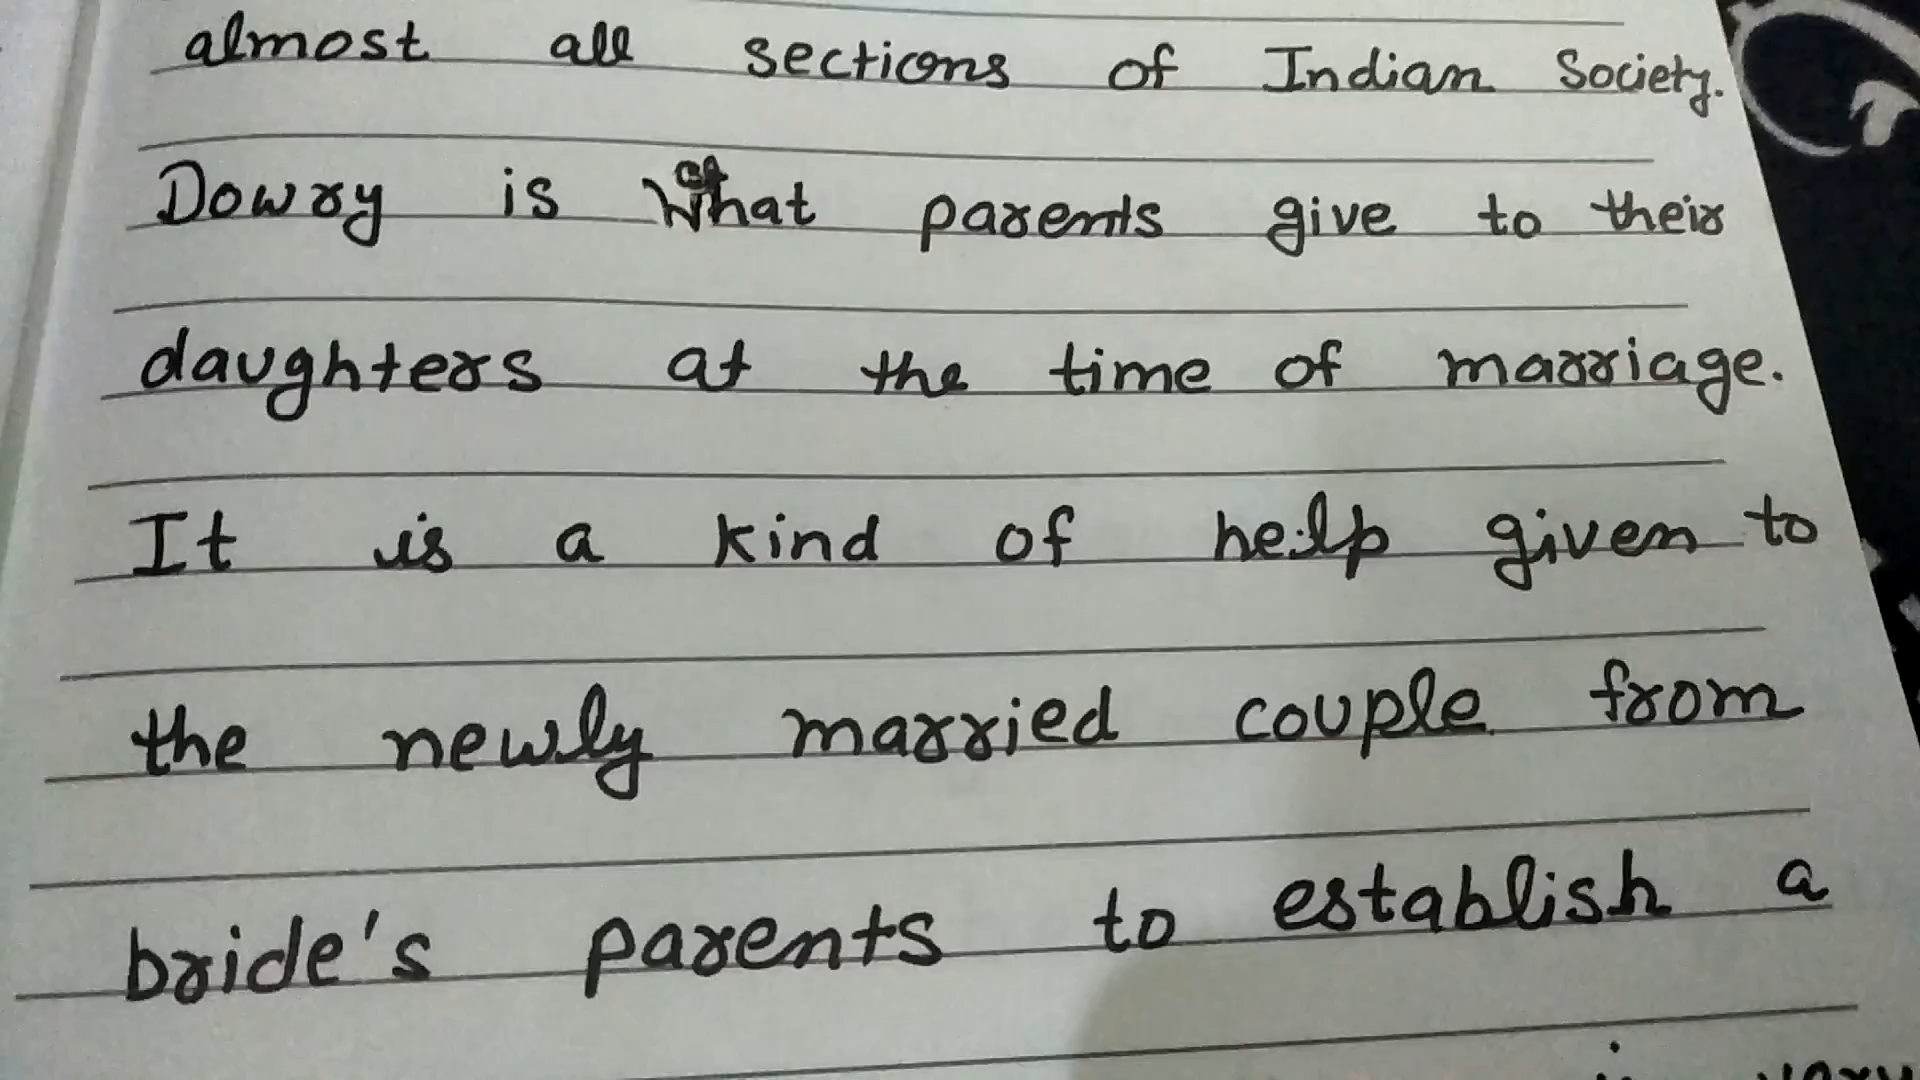 almost all sections of Indian Society.
Dowry is What parents give to their
daughters at the time of marriage.
It is a kind of help given to
the newly married couple from
bride's parents to establish a